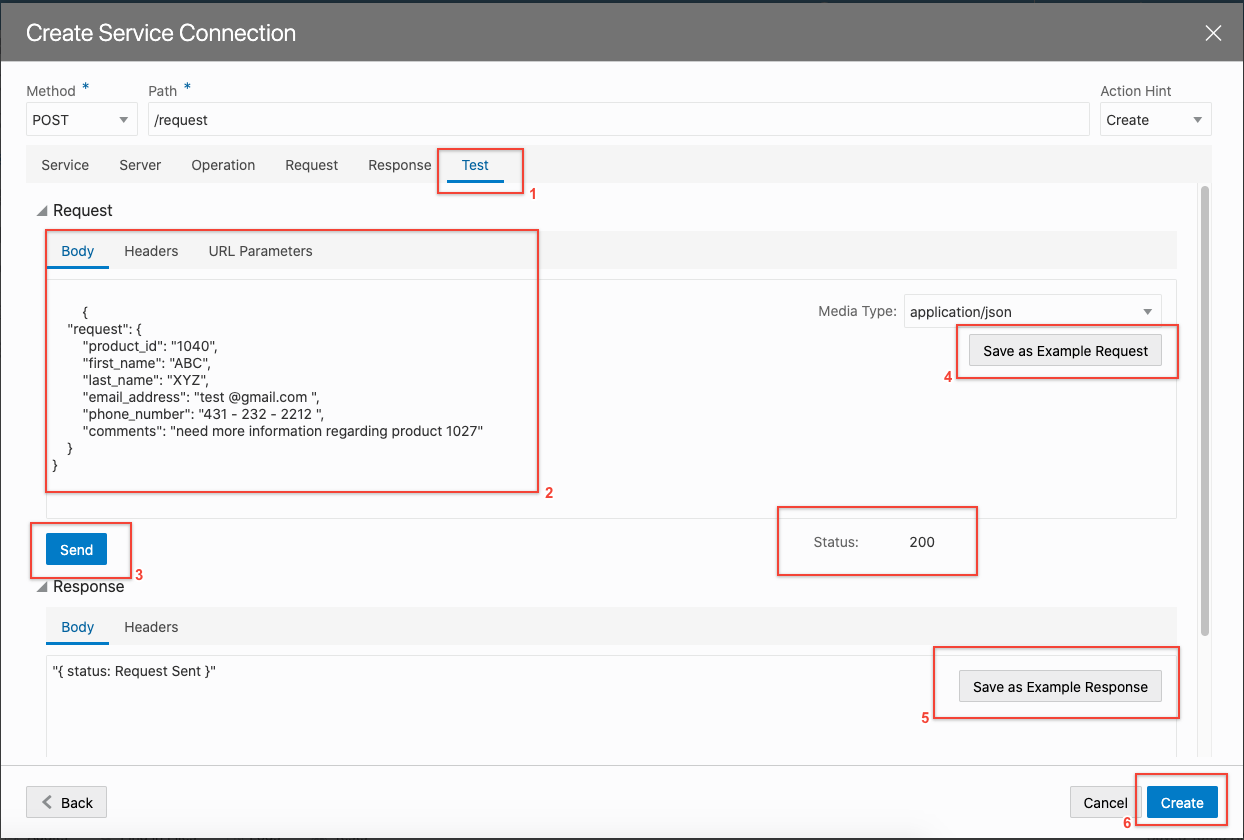 Create Service Connection
Method * Path * Action Hint
POST /request Create
Service Server Operation Request Response Test
1
Request
Body Headers URL Parameters
{
"request": {
"product_id": "1040",
"first_name": "ABC",
"last_name": "XYZ",
"email_address": "test @gmail.com ",
"phone_number": "431 - 232 - 2212 ",
"comments": "need more information regarding product 1027"
}
}
Media Type: application/json
Save as Example Request
4
2
Send
3
Status: 200
Response
Body Headers
"{ status: Request Sent }"
Save as Example Response
5
Back Cancel Create
6